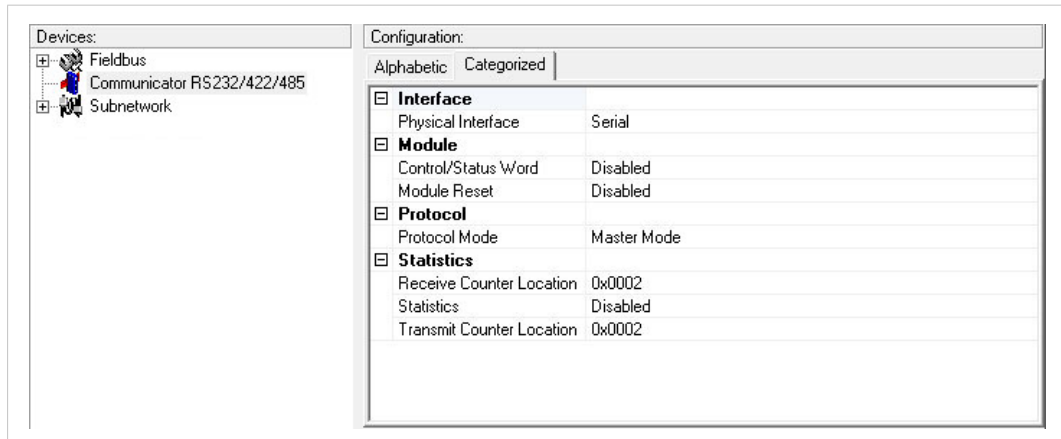 Devices:
Fieldbus
Communicator RS232/422/485
Subnetwork
Configuration:
Alphabetic Categorized
Interface
Physical Interface Serial
Module
Control/Status Word Disabled
Module Reset Disabled
Protocol
Protocol Mode Master Mode
Statistics
Receive Counter Location 0x0002
Statistics Disabled
Transmit Counter Location 0x0002